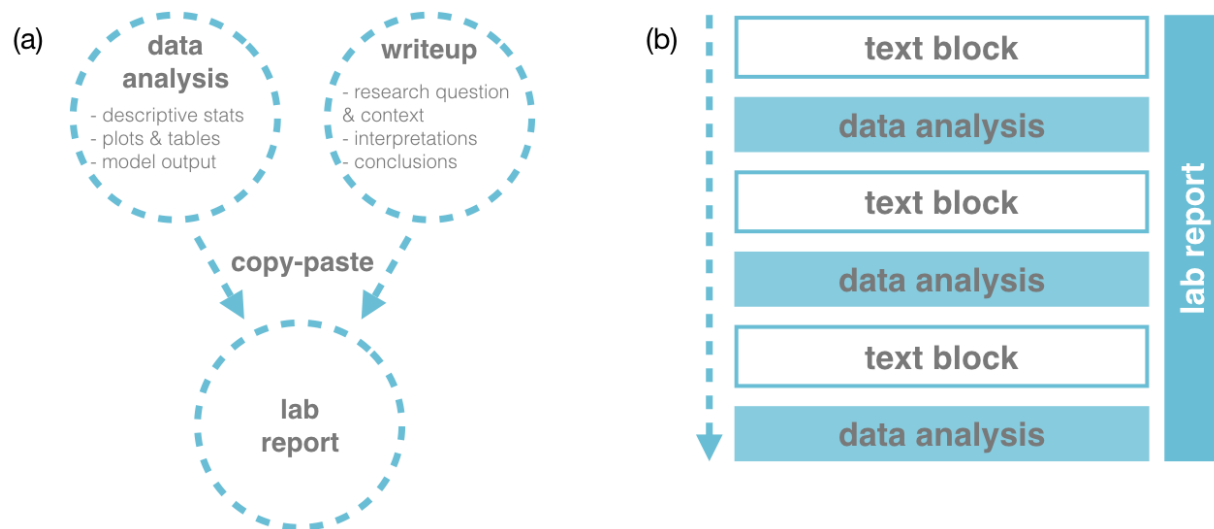 (a)
data
analysis
- descriptive stats
- plots & tables
- model output
writeup
- research question
& context
- interpretations
- conclusions
copy-paste
lab
report
(b)
text block
data analysis
text block
data analysis
text block
data analysis
lab report